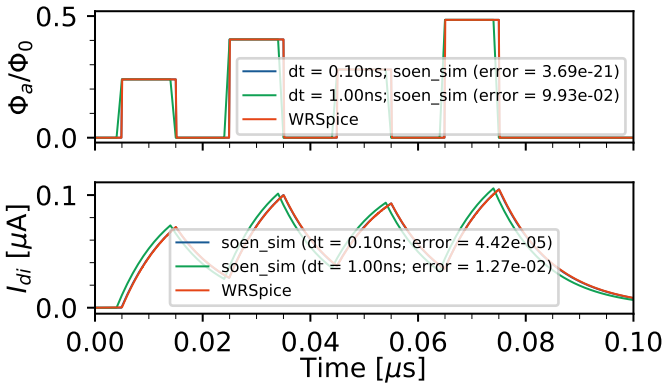 0.5
0.0
Φa/Φ0
dt = 0.10ns; soen_sim (error = 3.69e-21)
dt = 1.00ns; soen_sim (error = 9.93e-02)
WRSpice
0.1
0.0
Idi [μA]
soen_sim (dt = 0.10ns; error = 4.42e-05)
soen_sim (dt = 1.00ns; error = 1.27e-02)
WRSpice
0.00 0.02 0.04 0.06 0.08 0.10
Time [μs]